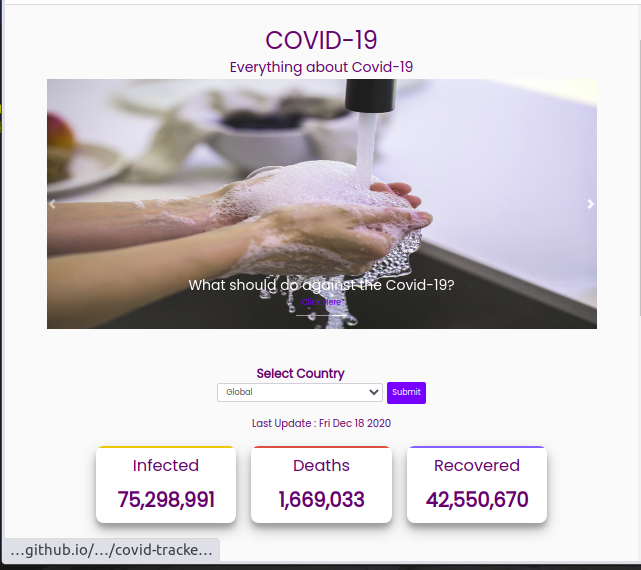 COVID-19
Everything about Covid-19
What should do against the Covid-19?
Click here
Select Country
Global
Submit
Last Update : Fri Dec 18 2020
Infected
Deaths
Recovered
75,298,991
1,669,033
42,550,670
...github.io/.../covid-tracke...